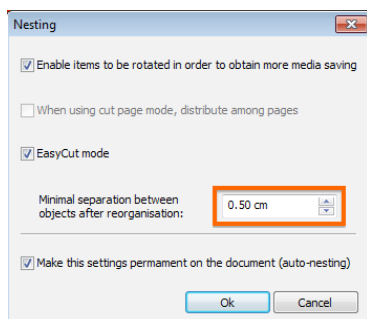 Nesting
Enable items to be rotated in order to obtain more media saving
When using cut page mode, distribute among pages
EasyCut mode
Minimal separation between
objects after reorganisation:
0.50 cm
Make this settings permament on the document (auto-nesting)
Ok Cancel